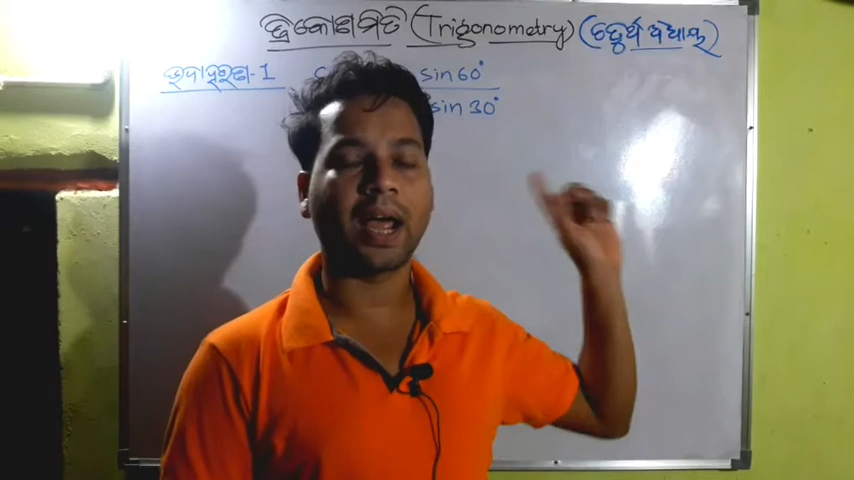 ତ୍ରିକୋଣମିତି (Trigonometry) (ଚତୁର୍ଥ ଅଧ୍ୟାୟ)
ଉଦାହରଣ-1 sin 60°
sin 30°